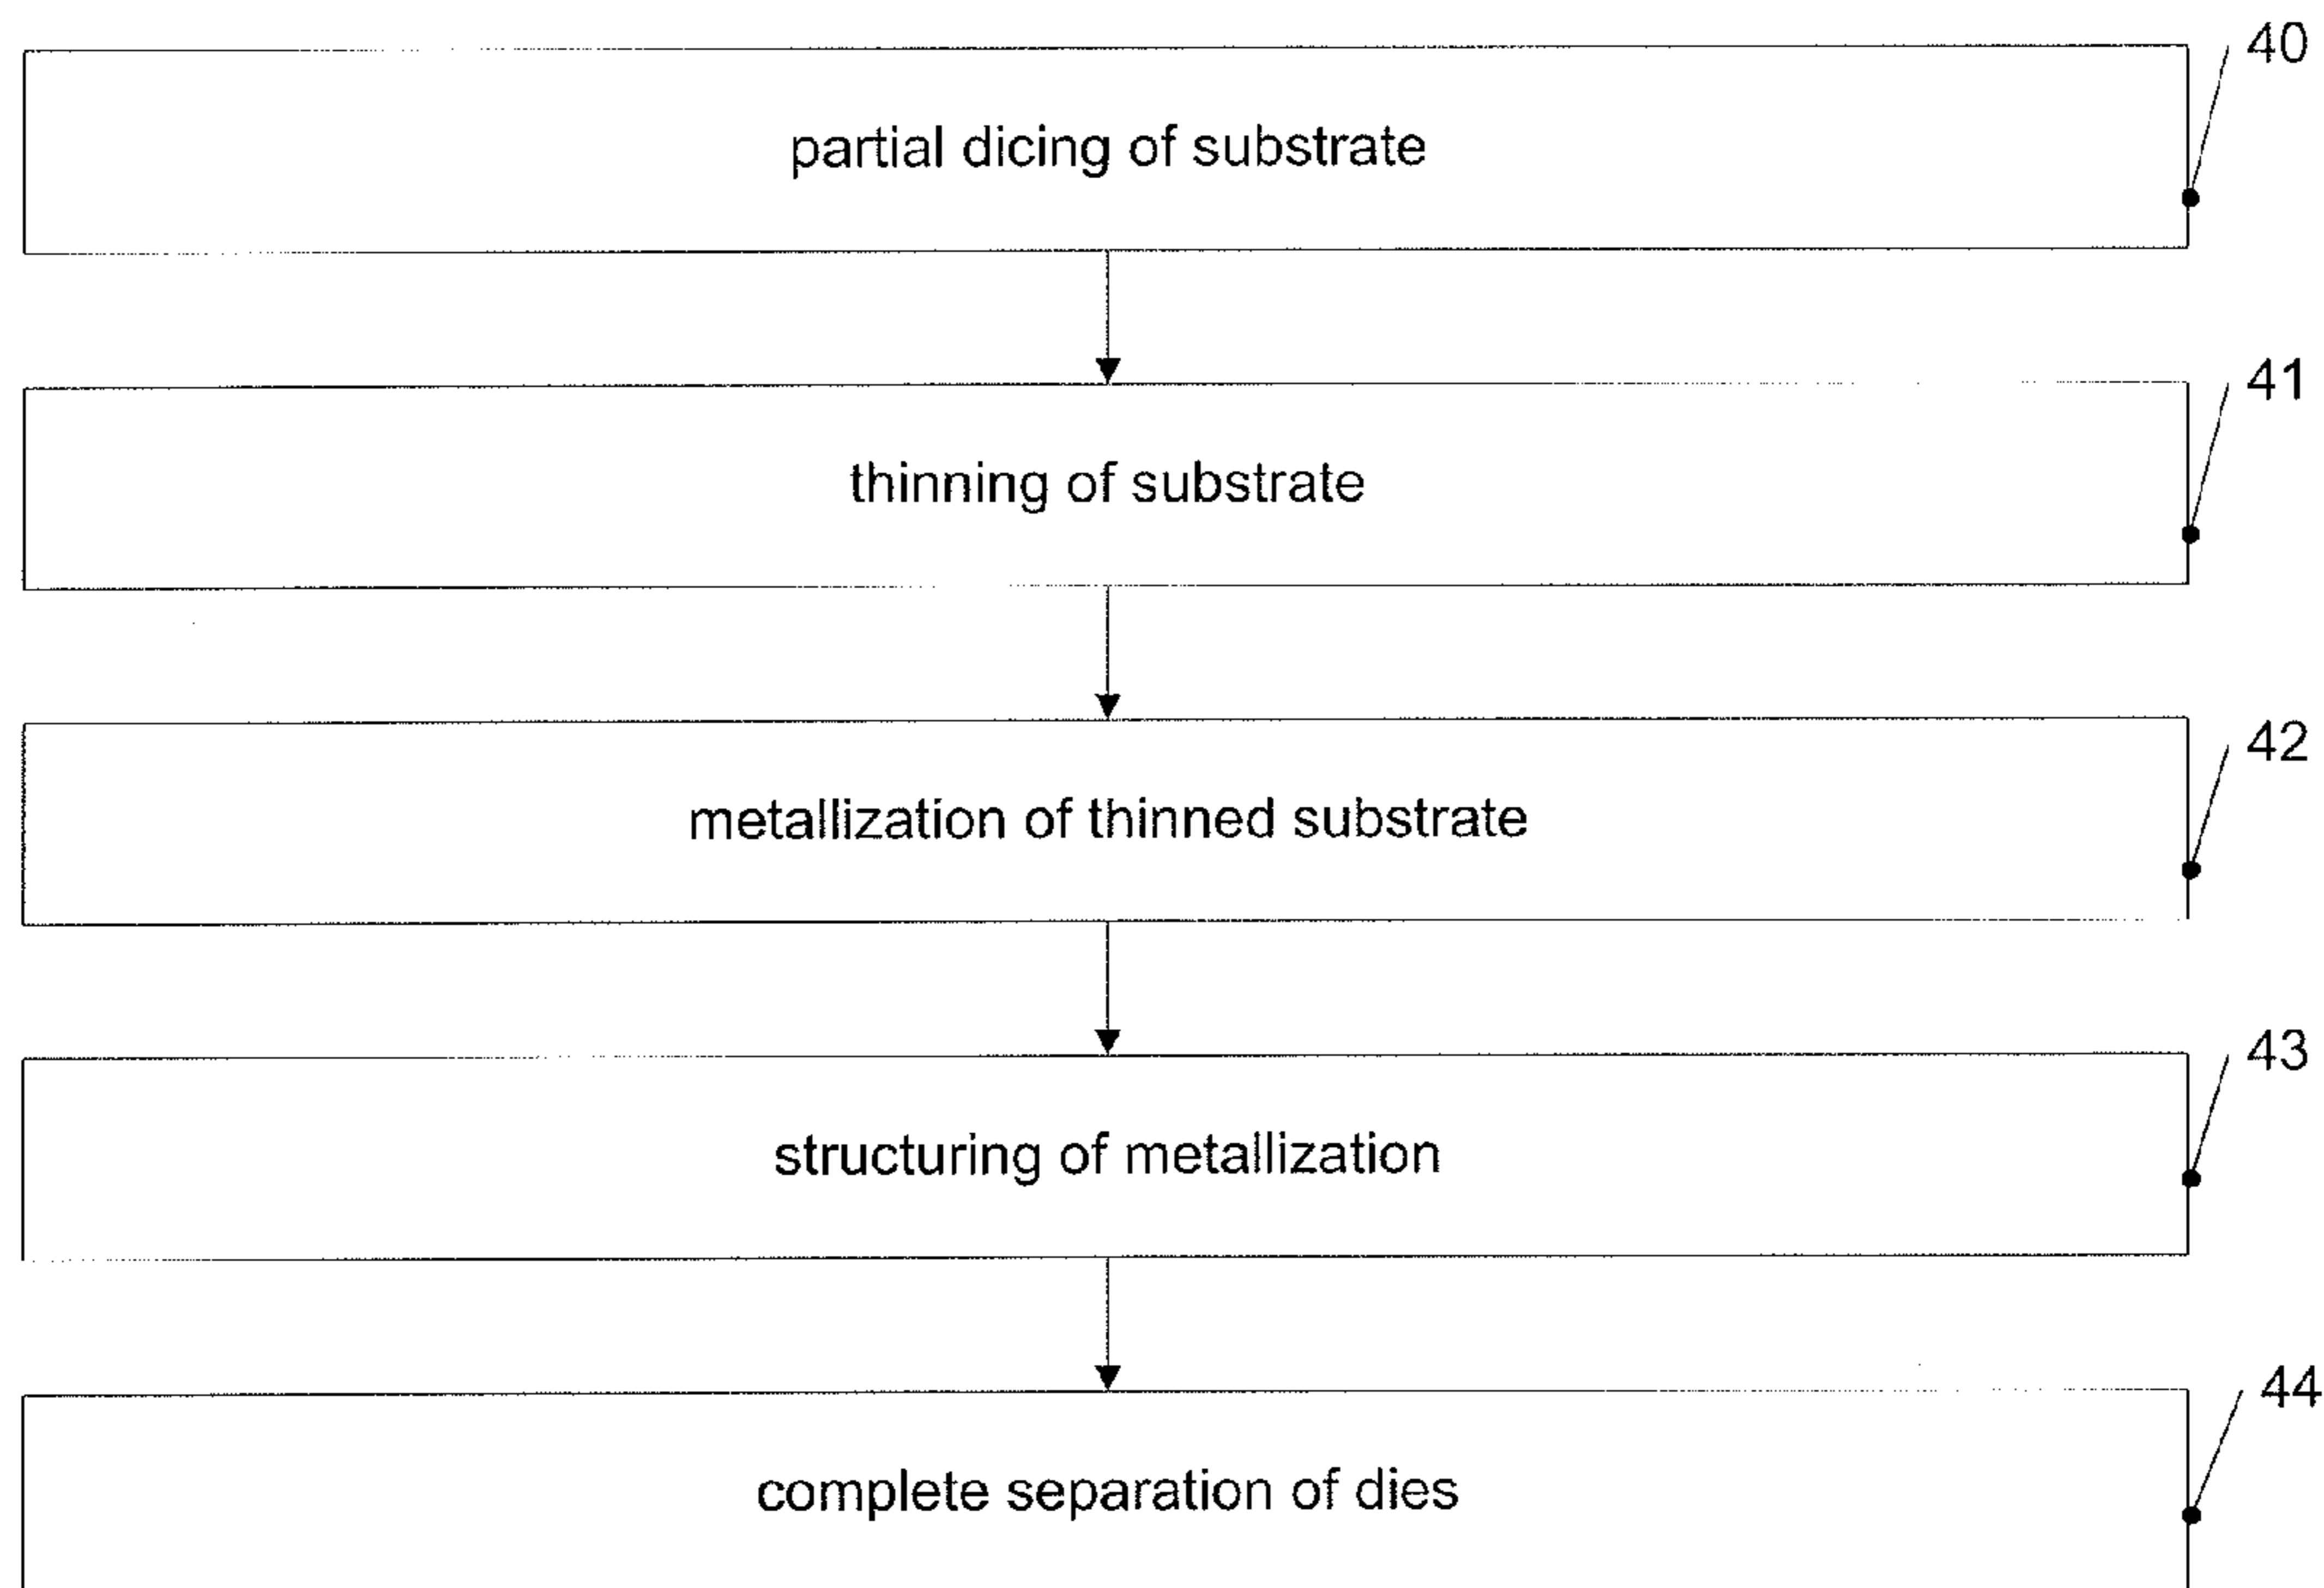 40
partial dicing of substrate
41
thinning of substrate
42
metallization of thinned substrate
43
structuring of metallization
44
complete separation of dies